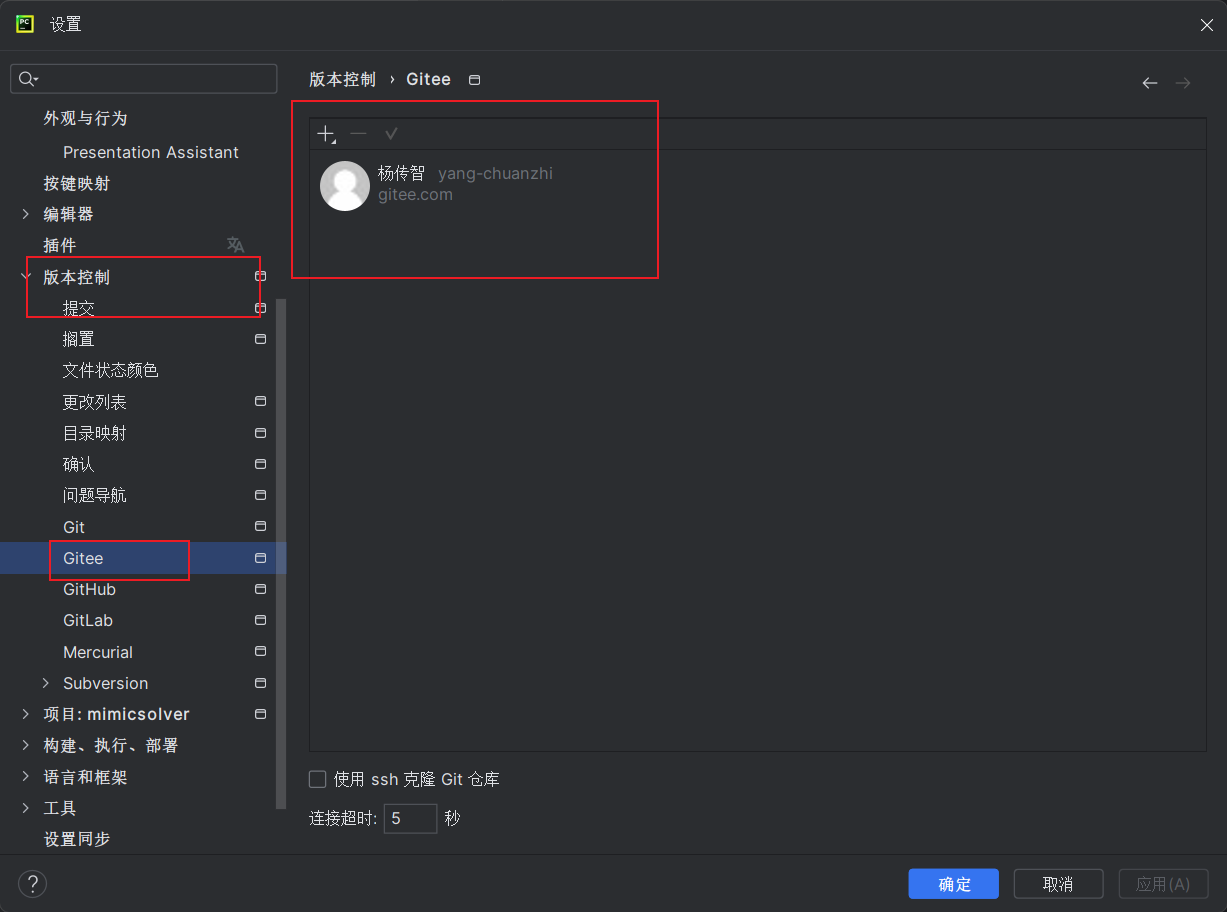 PC
设置
版本控制 › Gitee
外观与行为
Presentation Assistant
按键映射
编辑器
插件
版本控制
提交
搁置
文件状态颜色
更改列表
目录映射
确认
问题导航
Git
Gitee
GitHub
GitLab
Mercurial
Subversion
项目: mimicsolver
构建、执行、部署
语言和框架
工具
设置同步
杨传智 yang-chuanzhi
gitee.com
使用 ssh 克隆 Git 仓库
连接超时: 5 秒
?
确定
取消
应用(A)